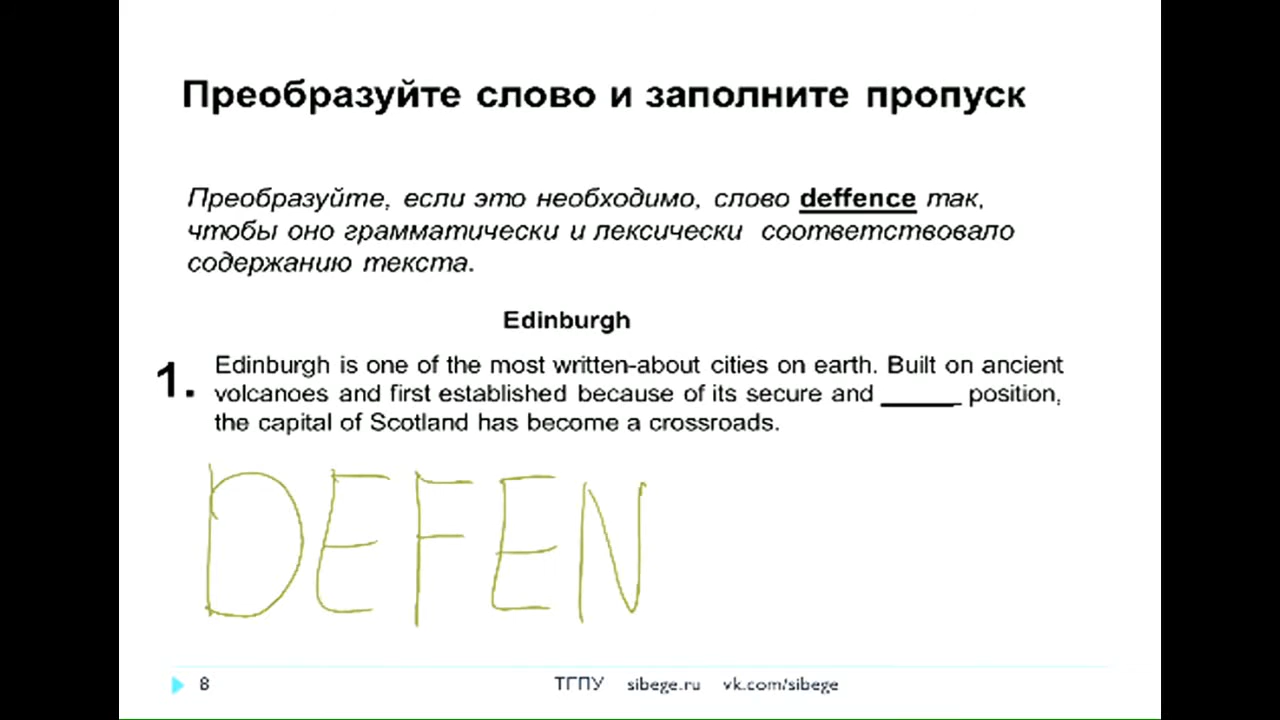 Преобразуйте слово и заполните пропуск
Преобразуйте, если это необходимо, слово deffence так,
чтобы оно грамматически и лексически соответствовало
содержанию текста.
Edinburgh
1. Edinburgh is one of the most written-about cities on earth. Built on ancient
volcanoes and first established because of its secure and ______ position,
the capital of Scotland has become a crossroads.
DEFEN
8 ТГПУ sibege.ru vk.com/sibege